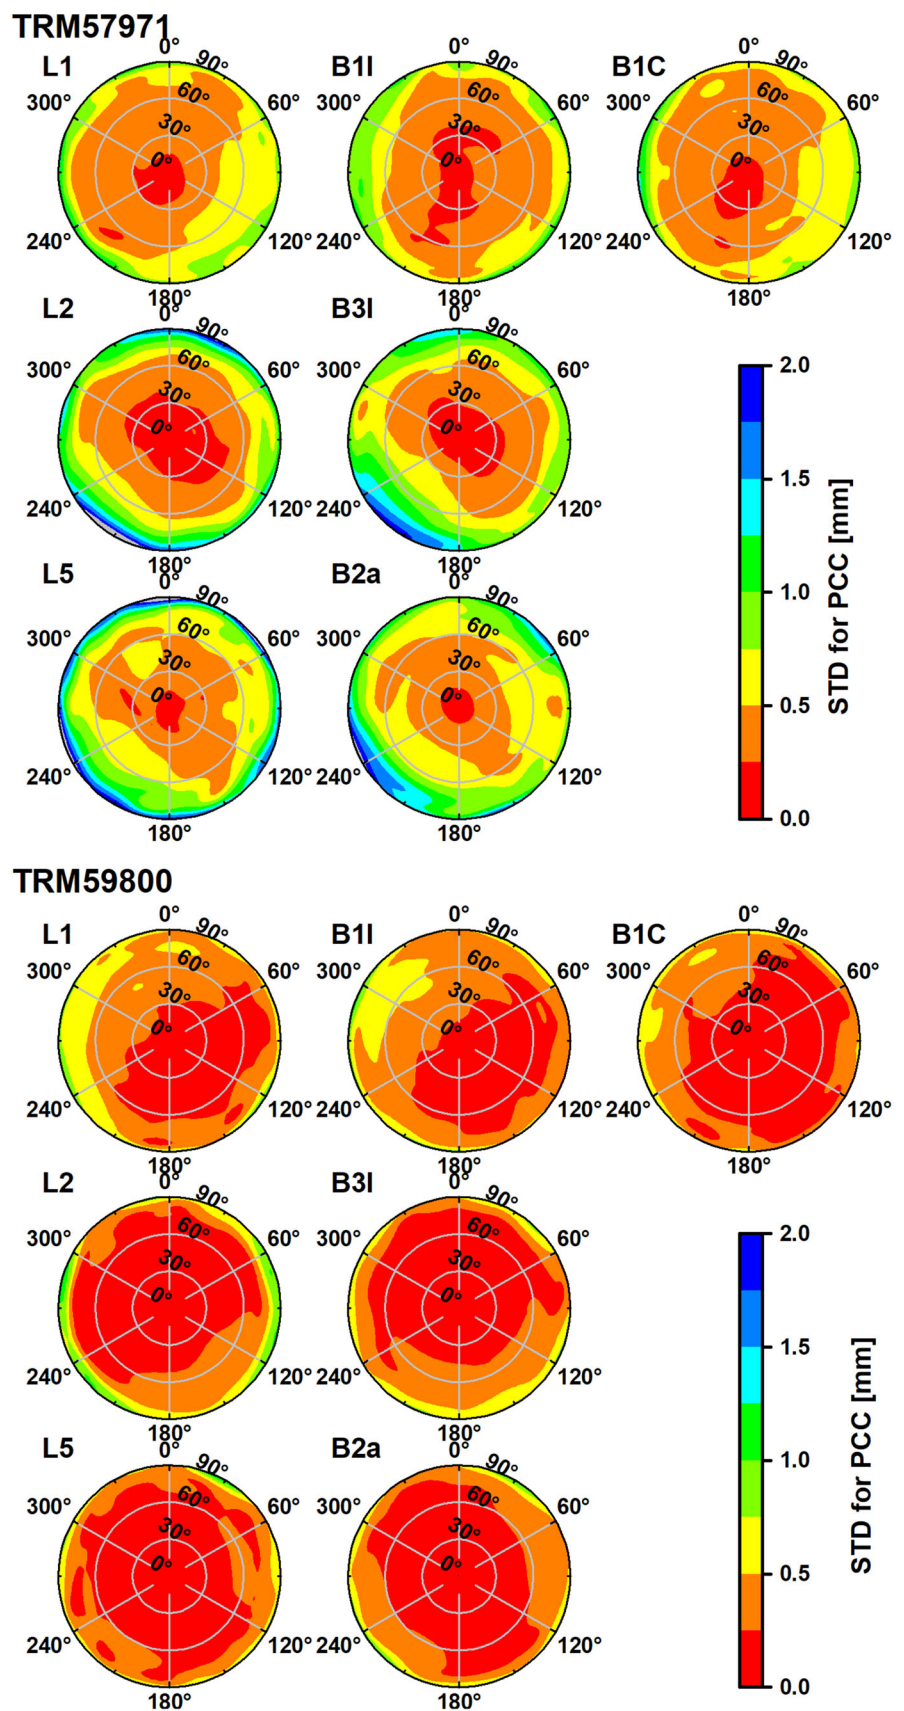 TRM57971
L1 0° 90° 60° 30° 0° 300° 60° 240° 120° 180°
B1I 0° 90° 60° 30° 0° 300° 60° 240° 120° 180°
B1C 0° 90° 60° 30° 0° 300° 60° 240° 120° 180°
L2 0° 90° 60° 30° 0° 300° 60° 240° 120° 180°
B3I 0° 90° 60° 30° 0° 300° 60° 240° 120° 180°
L5 0° 90° 60° 30° 0° 300° 60° 240° 120° 180°
B2a 0° 90° 60° 30° 0° 300° 60° 240° 120° 180°
2.0
1.5
1.0
0.5
0.0
STD for PCC [mm]
TRM59800
L1 0° 90° 60° 30° 0° 300° 60° 240° 120° 180°
B1I 0° 90° 60° 30° 0° 300° 60° 240° 120° 180°
B1C 0° 90° 60° 30° 0° 300° 60° 240° 120° 180°
L2 0° 90° 60° 30° 0° 300° 60° 240° 120° 180°
B3I 0° 90° 60° 30° 0° 300° 60° 240° 120° 180°
L5 0° 90° 60° 30° 0° 300° 60° 240° 120° 180°
B2a 0° 90° 60° 30° 0° 300° 60° 240° 120° 180°
2.0
1.5
1.0
0.5
0.0
STD for PCC [mm]